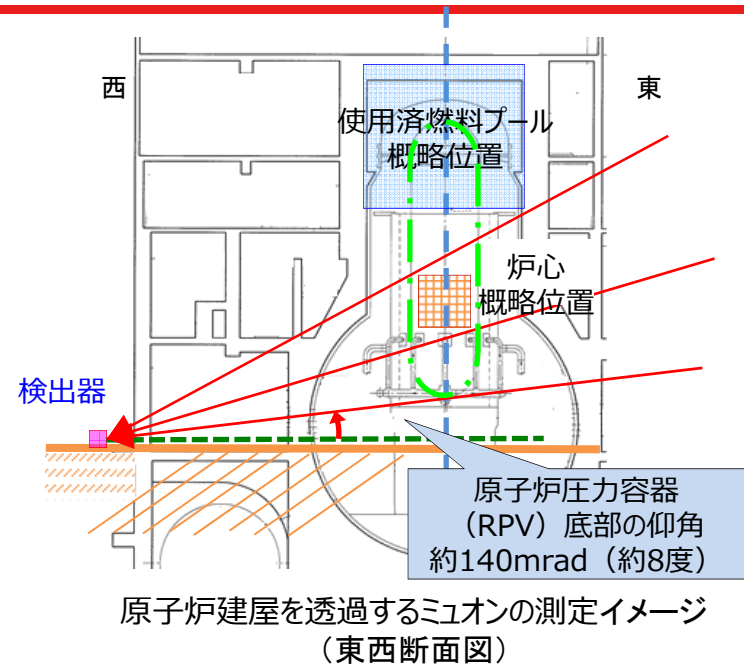 西
東
使用済燃料プール
概略位置
炉心
概略位置
検出器
原子炉圧力容器
（RPV）底部の仰角
約140mrad（約8度）
原子炉建屋を透過するミュオンの測定イメージ
（東西断面図）